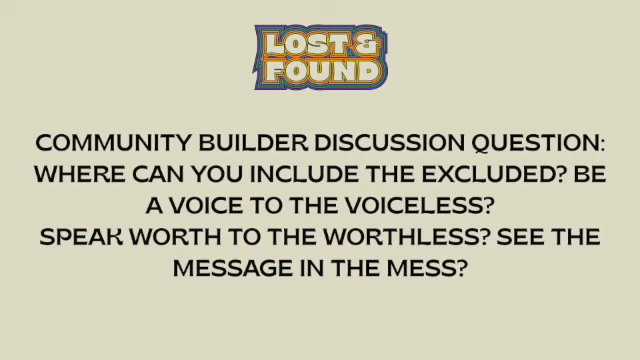 LOST &
FOUND
COMMUNITY BUILDER DISCUSSION QUESTION:
WHERE CAN YOU INCLUDE THE EXCLUDED? BE
A VOICE TO THE VOICELESS?
SPEAK WORTH TO THE WORTHLESS? SEE THE
MESSAGE IN THE MESS?